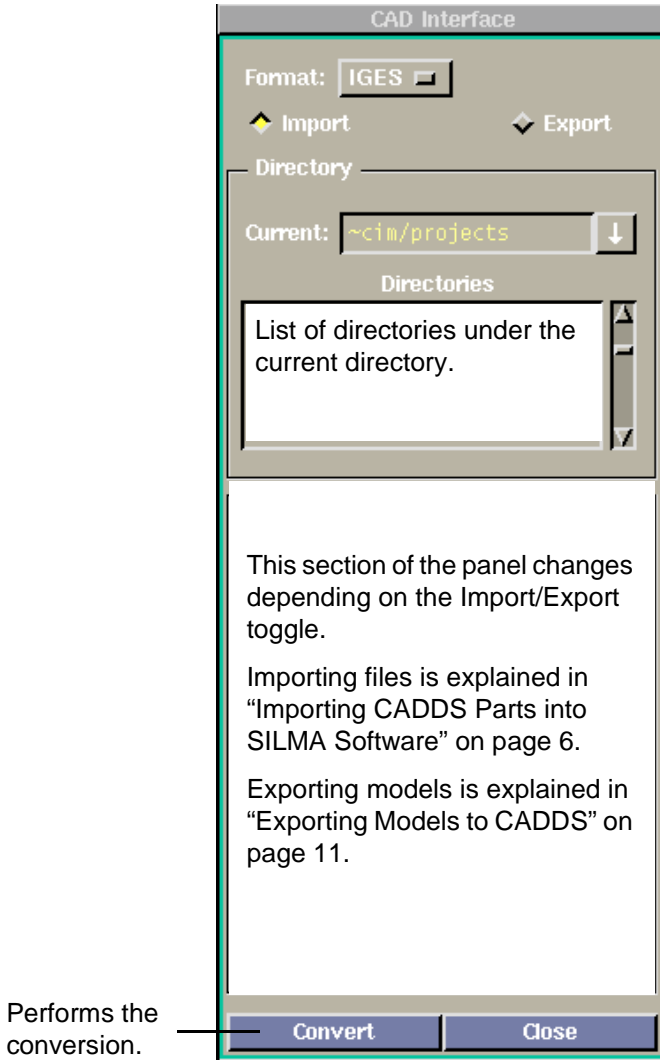 CAD Interface
Format: IGES
Import Export
Directory
Current: ~cim/projects
Directories
List of directories under the
current directory.
This section of the panel changes
depending on the Import/Export
toggle.
Importing files is explained in
“Importing CADDS Parts into
SILMA Software” on page 6.
Exporting models is explained in
“Exporting Models to CADDS” on
page 11.
Performs the
conversion.
Convert Close